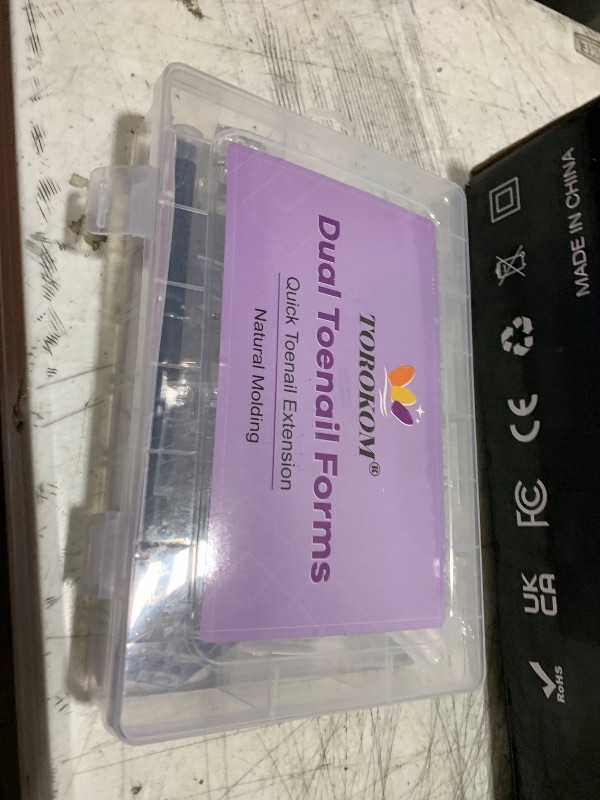 TOROKOM®
Dual Toenail Forms
Quick Toenail Extension
Natural Molding
MADE IN CHINA
CE
FC
UK
CA
RoHS